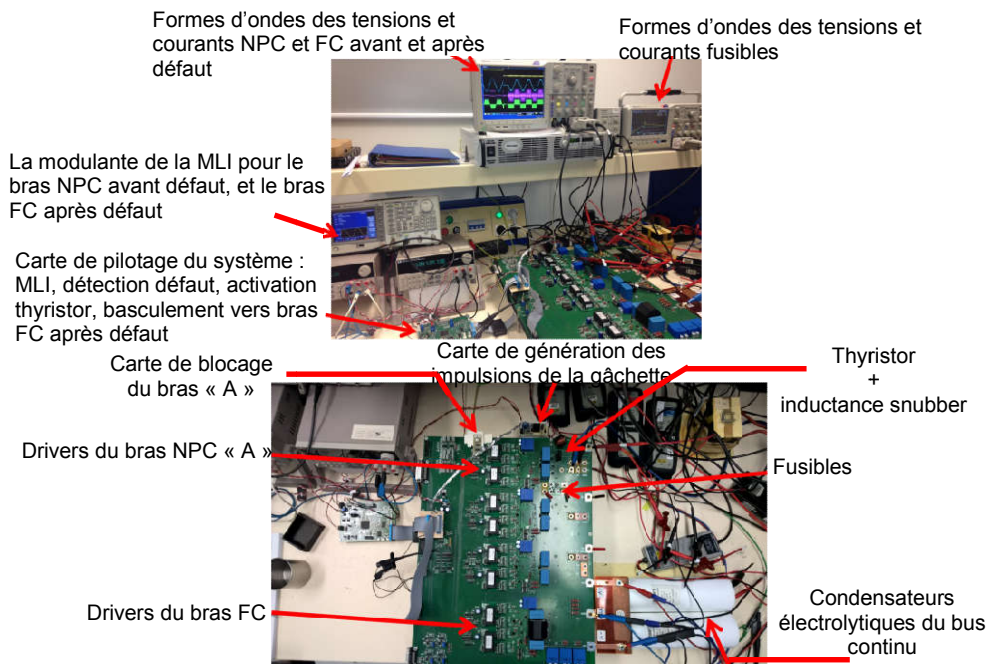 Formes d'ondes des tensions et
courants NPC et FC avant et après
défaut
Formes d'ondes des tensions et
courants fusibles
La modulante de la MLI pour le
bras NPC avant défaut, et le bras
FC après défaut
Carte de pilotage du système :
MLI, détection défaut, activation
thyristor, basculement vers bras
FC après défaut
Carte de blocage
du bras « A »
Carte de génération des
impulsions de la gâchette
Thyristor
+
inductance snubber
Drivers du bras NPC « A »
Fusibles
Drivers du bras FC
Condensateurs
électrolytiques du bus
continu